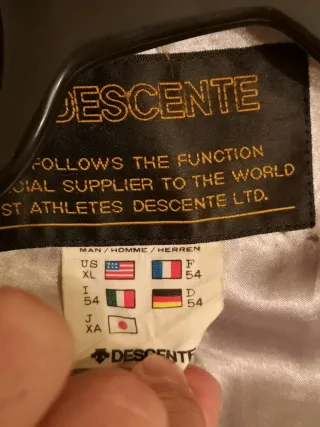 DESCENTE
FOLLOWS THE FUNCTION
CIAL SUPPLIER TO THE WORLD
ST ATHLETES DESCENTE LTD.
MAN / HOMME / HERREN
US XL F 54
I 54 D 54
J XA
DESCENTE